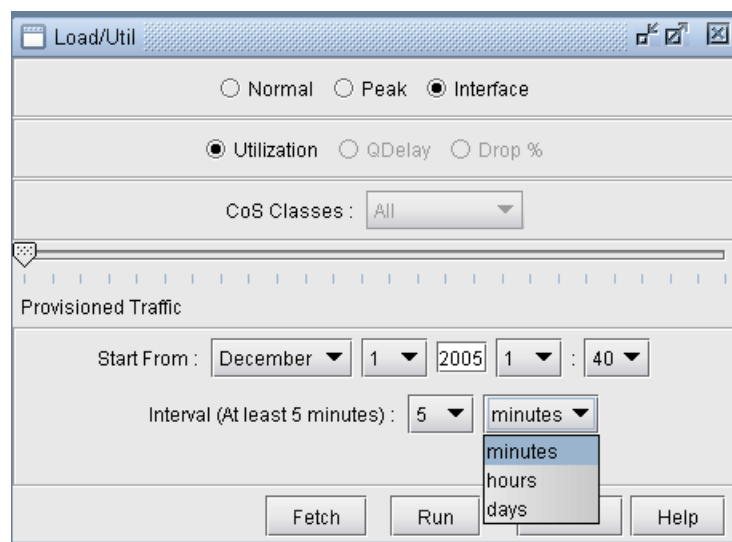 Load/Util
Normal Peak Interface
Utilization QDelay Drop %
CoS Classes : All
Provisioned Traffic
Start From : December 1 2005 1 : 40
Interval (At least 5 minutes) : 5 minutes
minutes
hours
days
Fetch Run Help